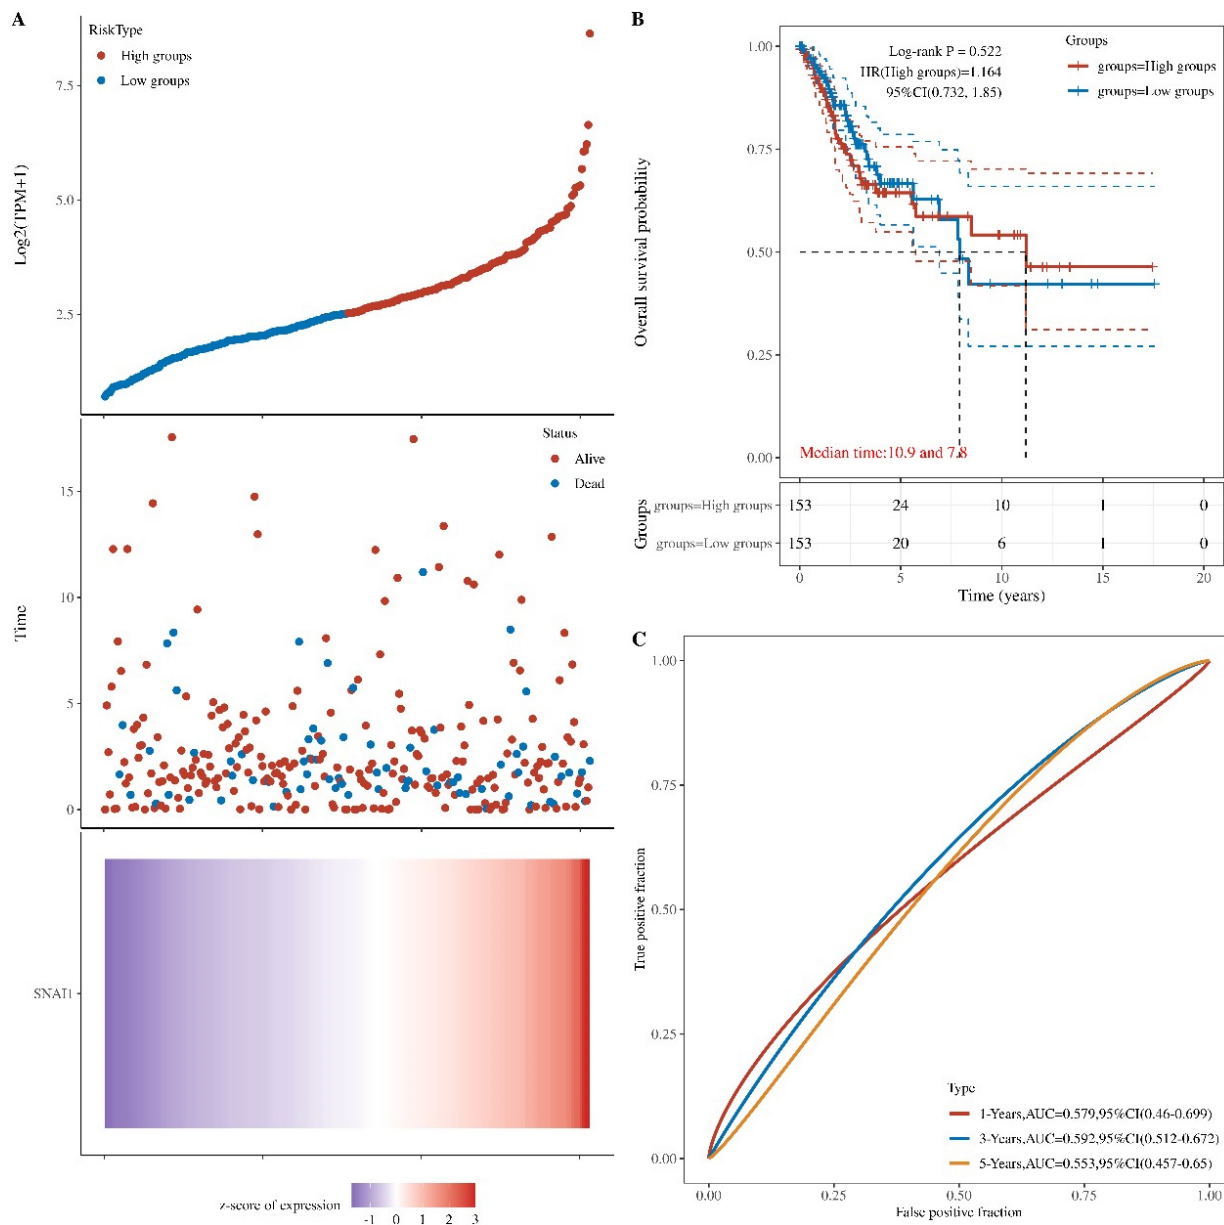 A
RiskType
High groups
Low groups
7.5
5.0
2.5
Log2(TPM+1)
Status
Alive
Dead
15
10
5
0
Time
SNAI1
z-score of expression
-1 0 1 2 3
B
1.00
0.75
0.50
0.25
0.00
Overall survival probability
Log-rank P = 0.522
HR(High groups)=1.164
95%CI(0.732, 1.85)
Groups
groups=High groups
groups=Low groups
Median time:10.9 and 7.8
Groups
groups=High groups 153 24 10 1 0
groups=Low groups 153 20 6 1 0
0 5 10 15 20
Time (years)
C
1.00
0.75
0.50
0.25
0.00
True positive fraction
Type
1-Years,AUC=0.579,95%CI(0.46-0.699)
3-Years,AUC=0.592,95%CI(0.512-0.672)
5-Years,AUC=0.553,95%CI(0.457-0.65)
0.00 0.25 0.50 0.75 1.00
False positive fraction